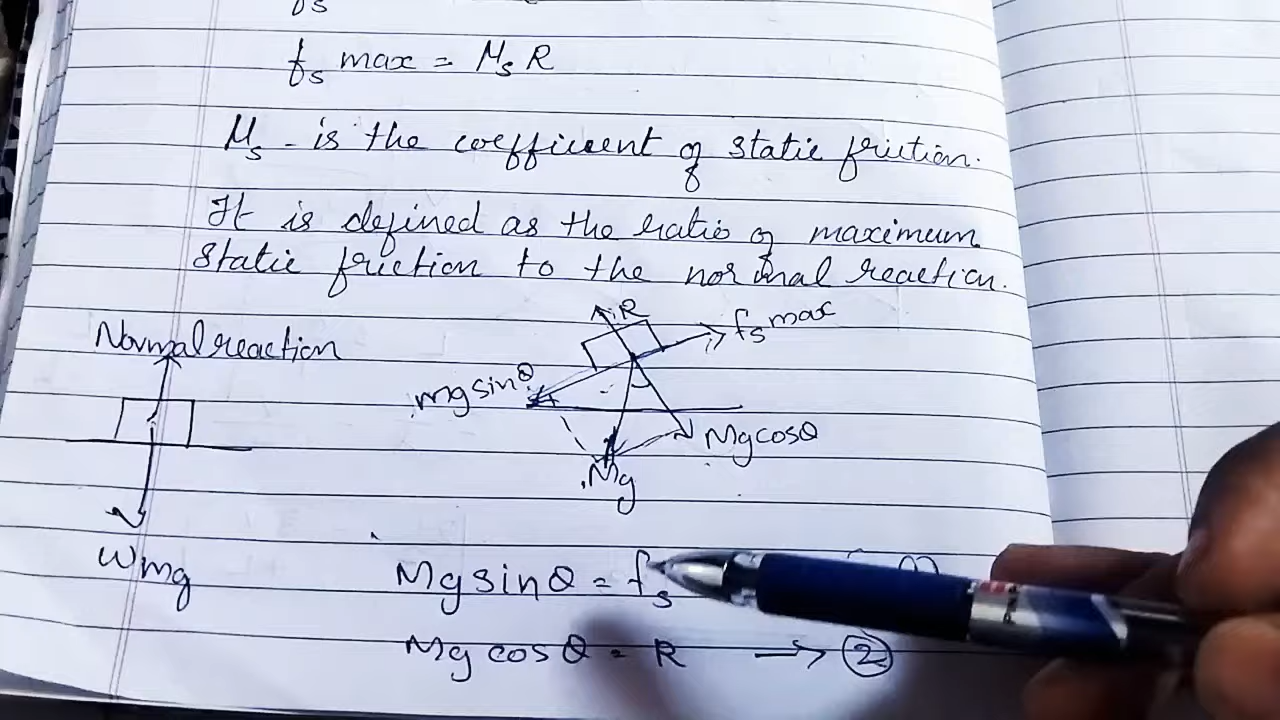 fs
fs max = μs R
μs - is the coefficient of static friction.
It is defined as the ratio of maximum
static friction to the normal reaction.
R
fs max
Normal reaction
mg sinθ
Mg cosθ
Mg
Wmg
Mg sinθ = fs
Mg cosθ = R → ②